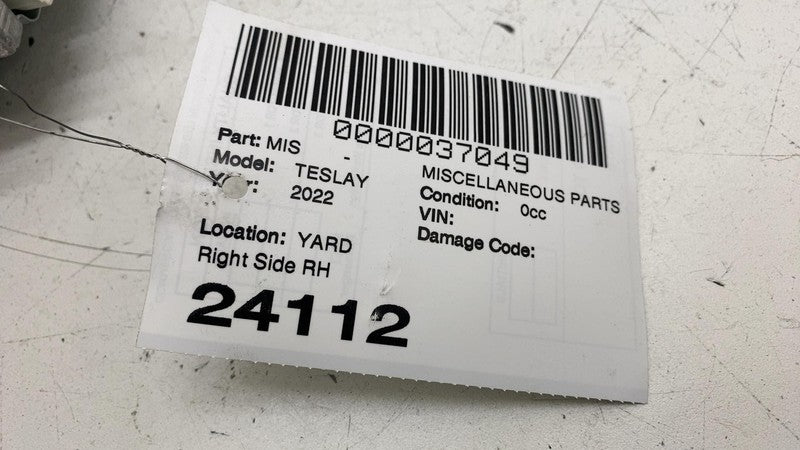 0000037049
Part: MIS - MISCELLANEOUS PARTS
Model: TESLAY Condition: 0cc
Year: 2022 VIN:
Damage Code:
Location: YARD
Right Side RH
24112